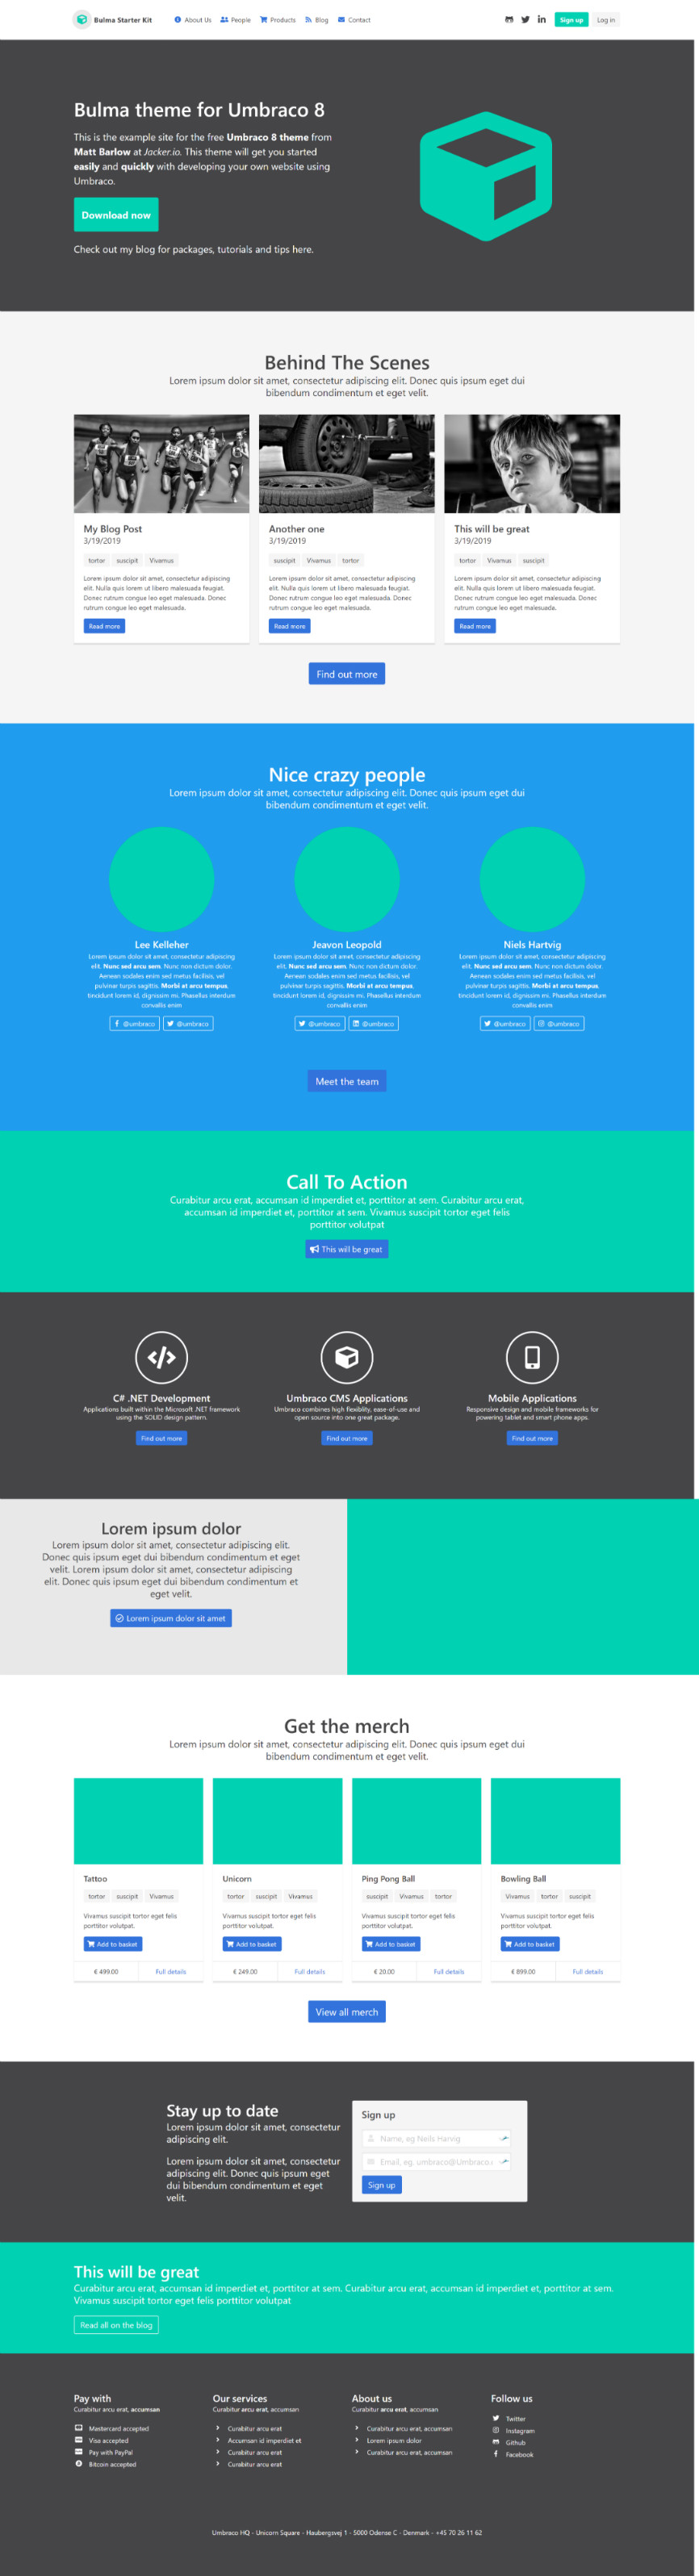 Bulma Starter Kit
About Us
People
Products
Blog
Contact
Sign up
Log in
Bulma theme for Umbraco 8
This is the example site for the free Umbraco 8 theme from
Matt Barlow at Jacker.io. This theme will get you started
easily and quickly with developing your own website using
Umbraco.
Download now
Check out my blog for packages, tutorials and tips here.
Behind The Scenes
Lorem ipsum dolor sit amet, consectetur adipiscing elit. Donec quis ipsum eget dui
bibendum condimentum et eget velit.
My Blog Post
3/19/2019
tortor suscipit Vivamus
Lorem ipsum dolor sit amet, consectetur adipiscing
elit. Nulla quis lorem ut libero malesuada feugiat.
Donec rutrum congue leo eget malesuada. Donec
rutrum congue leo eget malesuada.
Read more
Another one
3/19/2019
suscipit Vivamus tortor
Lorem ipsum dolor sit amet, consectetur adipiscing
elit. Nulla quis lorem ut libero malesuada feugiat.
Donec rutrum congue leo eget malesuada. Donec
rutrum congue leo eget malesuada.
Read more
This will be great
3/19/2019
tortor Vivamus suscipit
Lorem ipsum dolor sit amet, consectetur adipiscing
elit. Nulla quis lorem ut libero malesuada feugiat.
Donec rutrum congue leo eget malesuada. Donec
rutrum congue leo eget malesuada.
Read more
Find out more
Nice crazy people
Lorem ipsum dolor sit amet, consectetur adipiscing elit. Donec quis ipsum eget dui
bibendum condimentum et eget velit.
Lee Kelleher
Lorem ipsum dolor sit amet, consectetur adipiscing
elit. Nunc sed arcu sem. Nunc non dictum dolor.
Aenean sodales enim sed metus facilisis, vel
pulvinar turpis sagittis. Morbi at arcu tempus,
tincidunt lorem id, dignissim mi. Phasellus interdum
convallis enim
@umbraco @umbraco
Jeavon Leopold
Lorem ipsum dolor sit amet, consectetur adipiscing
elit. Nunc sed arcu sem. Nunc non dictum dolor.
Aenean sodales enim sed metus facilisis, vel
pulvinar turpis sagittis. Morbi at arcu tempus,
tincidunt lorem id, dignissim mi. Phasellus interdum
convallis enim
@umbraco @umbraco
Niels Hartvig
Lorem ipsum dolor sit amet, consectetur adipiscing
elit. Nunc sed arcu sem. Nunc non dictum dolor.
Aenean sodales enim sed metus facilisis, vel
pulvinar turpis sagittis. Morbi at arcu tempus,
tincidunt lorem id, dignissim mi. Phasellus interdum
convallis enim
@umbraco @umbraco
Meet the team
Call To Action
Curabitur arcu erat, accumsan id imperdiet et, porttitor at sem. Curabitur arcu erat,
accumsan id imperdiet et, porttitor at sem. Vivamus suscipit tortor eget felis
porttitor volutpat
This will be great
C# .NET Development
Applications built within the Microsoft .NET framework
using the SOLID design pattern.
Find out more
Umbraco CMS Applications
Umbraco combines high flexiblity, ease-of-use and
open source into one great package.
Find out more
Mobile Applications
Responsive design and mobile frameworks for
powering tablet and smart phone apps.
Find out more
Lorem ipsum dolor
Lorem ipsum dolor sit amet, consectetur adipiscing elit.
Donec quis ipsum eget dui bibendum condimentum et eget
velit. Lorem ipsum dolor sit amet, consectetur adipiscing
elit. Donec quis ipsum eget dui bibendum condimentum et
eget velit.
Lorem ipsum dolor sit amet
Get the merch
Lorem ipsum dolor sit amet, consectetur adipiscing elit. Donec quis ipsum eget dui
bibendum condimentum et eget velit.
Tattoo
tortor suscipit Vivamus
Vivamus suscipit tortor eget felis
porttitor volutpat.
Add to basket
€ 499.00 Full details
Unicorn
tortor suscipit Vivamus
Vivamus suscipit tortor eget felis
porttitor volutpat.
Add to basket
€ 249.00 Full details
Ping Pong Ball
suscipit Vivamus tortor
Vivamus suscipit tortor eget felis
porttitor volutpat.
Add to basket
€ 20.00 Full details
Bowling Ball
Vivamus tortor suscipit
Vivamus suscipit tortor eget felis
porttitor volutpat.
Add to basket
€ 899.00 Full details
View all merch
Stay up to date
Lorem ipsum dolor sit amet, consectetur
adipiscing elit.
Lorem ipsum dolor sit amet, consectetur
adipiscing elit. Donec quis ipsum eget
dui bibendum condimentum et eget
velit.
Sign up
Name, eg Niels Harvig
Email, eg. umbraco@Umbraco.c
Sign up
This will be great
Curabitur arcu erat, accumsan id imperdiet et, porttitor at sem. Curabitur arcu erat, accumsan id imperdiet et, porttitor at sem.
Vivamus suscipit tortor eget felis porttitor volutpat
Read all on the blog
Pay with
Curabitur arcu erat, accumsan
Mastercard accepted
Visa accepted
Pay with PayPal
Bitcoin accepted
Our services
Curabitur arcu erat, accumsan
Curabitur arcu erat
Accumsan id imperdiet et
Curabitur arcu erat
Curabitur arcu erat
About us
Curabitur arcu erat, accumsan
Curabitur arcu erat, accumsan
Lorem ipsum dolor
Curabitur arcu erat, accumsan
Follow us
Twitter
Instagram
Github
Facebook
Umbraco HQ - Unicorn Square - Haubergsvej 1 - 5000 Odense C - Denmark - +45 70 26 11 62